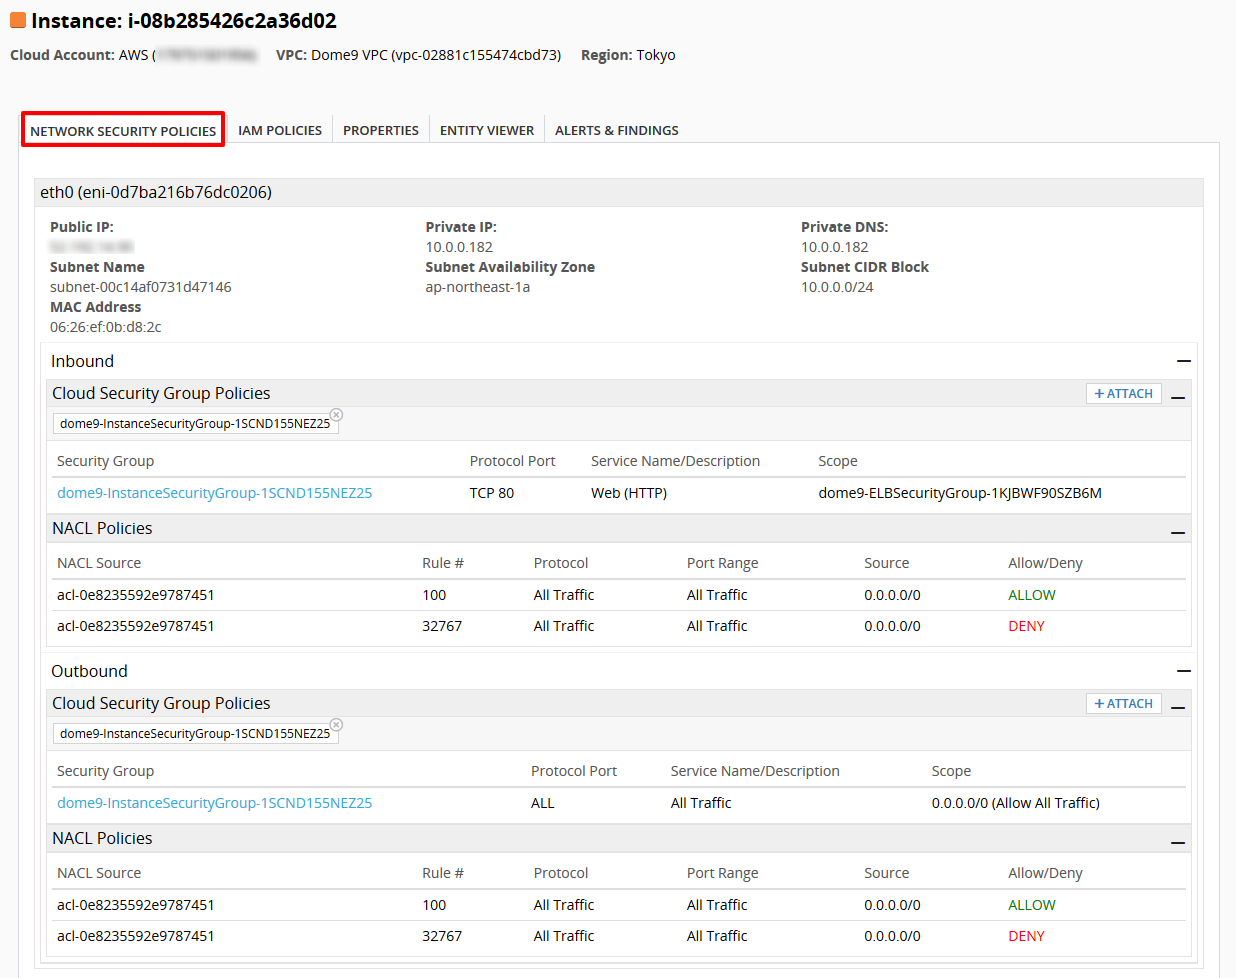 Instance: i-08b285426c2a36d02
Cloud Account: AWS ( VPC: Dome9 VPC (vpc-02881c155474cbd73) Region: Tokyo
NETWORK SECURITY POLICIES IAM POLICIES PROPERTIES ENTITY VIEWER ALERTS & FINDINGS
eth0 (eni-0d7ba216b76dc0206)
Public IP: Private IP: Private DNS:
10.0.0.182 10.0.0.182
Subnet Name Subnet Availability Zone Subnet CIDR Block
subnet-00c14af0731d47146 ap-northeast-1a 10.0.0.0/24
MAC Address
06:26:ef:0b:d8:2c
Inbound
Cloud Security Group Policies + ATTACH
dome9-InstanceSecurityGroup-1SCND155NEZ25
Security Group Protocol Port Service Name/Description Scope
dome9-InstanceSecurityGroup-1SCND155NEZ25 TCP 80 Web (HTTP) dome9-ELBSecurityGroup-1KJBWF90SZB6M
NACL Policies
NACL Source Rule # Protocol Port Range Source Allow/Deny
acl-0e8235592e9787451 100 All Traffic All Traffic 0.0.0.0/0 ALLOW
acl-0e8235592e9787451 32767 All Traffic All Traffic 0.0.0.0/0 DENY
Outbound
Cloud Security Group Policies + ATTACH
dome9-InstanceSecurityGroup-1SCND155NEZ25
Security Group Protocol Port Service Name/Description Scope
dome9-InstanceSecurityGroup-1SCND155NEZ25 ALL All Traffic 0.0.0.0/0 (Allow All Traffic)
NACL Policies
NACL Source Rule # Protocol Port Range Source Allow/Deny
acl-0e8235592e9787451 100 All Traffic All Traffic 0.0.0.0/0 ALLOW
acl-0e8235592e9787451 32767 All Traffic All Traffic 0.0.0.0/0 DENY